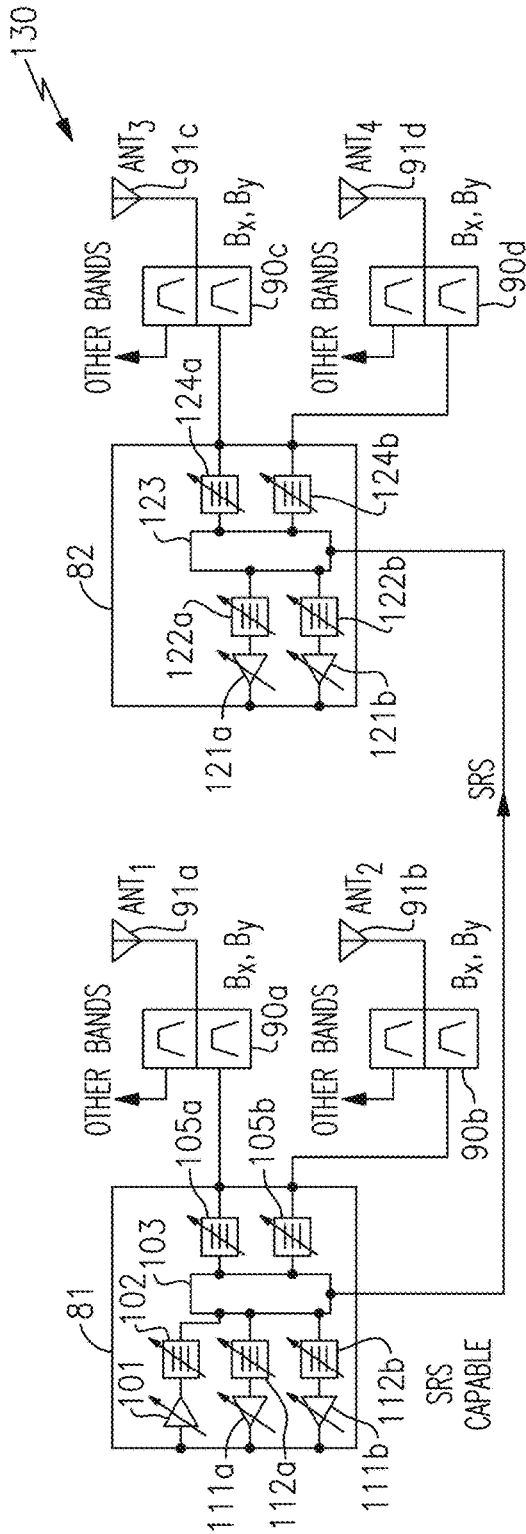 130
OTHER BANDS
ANT1
91a
BX, BY
90a
OTHER BANDS
ANT2
91b
BX, BY
90b
81
101
102
103
105a
105b
111a
112a
111b
112b
SRS
CAPABLE
SRS
82
121a
122a
123
124a
121b
122b
124b
OTHER BANDS
ANT3
91c
BX, BY
90c
OTHER BANDS
ANT4
91d
BX, BY
90d